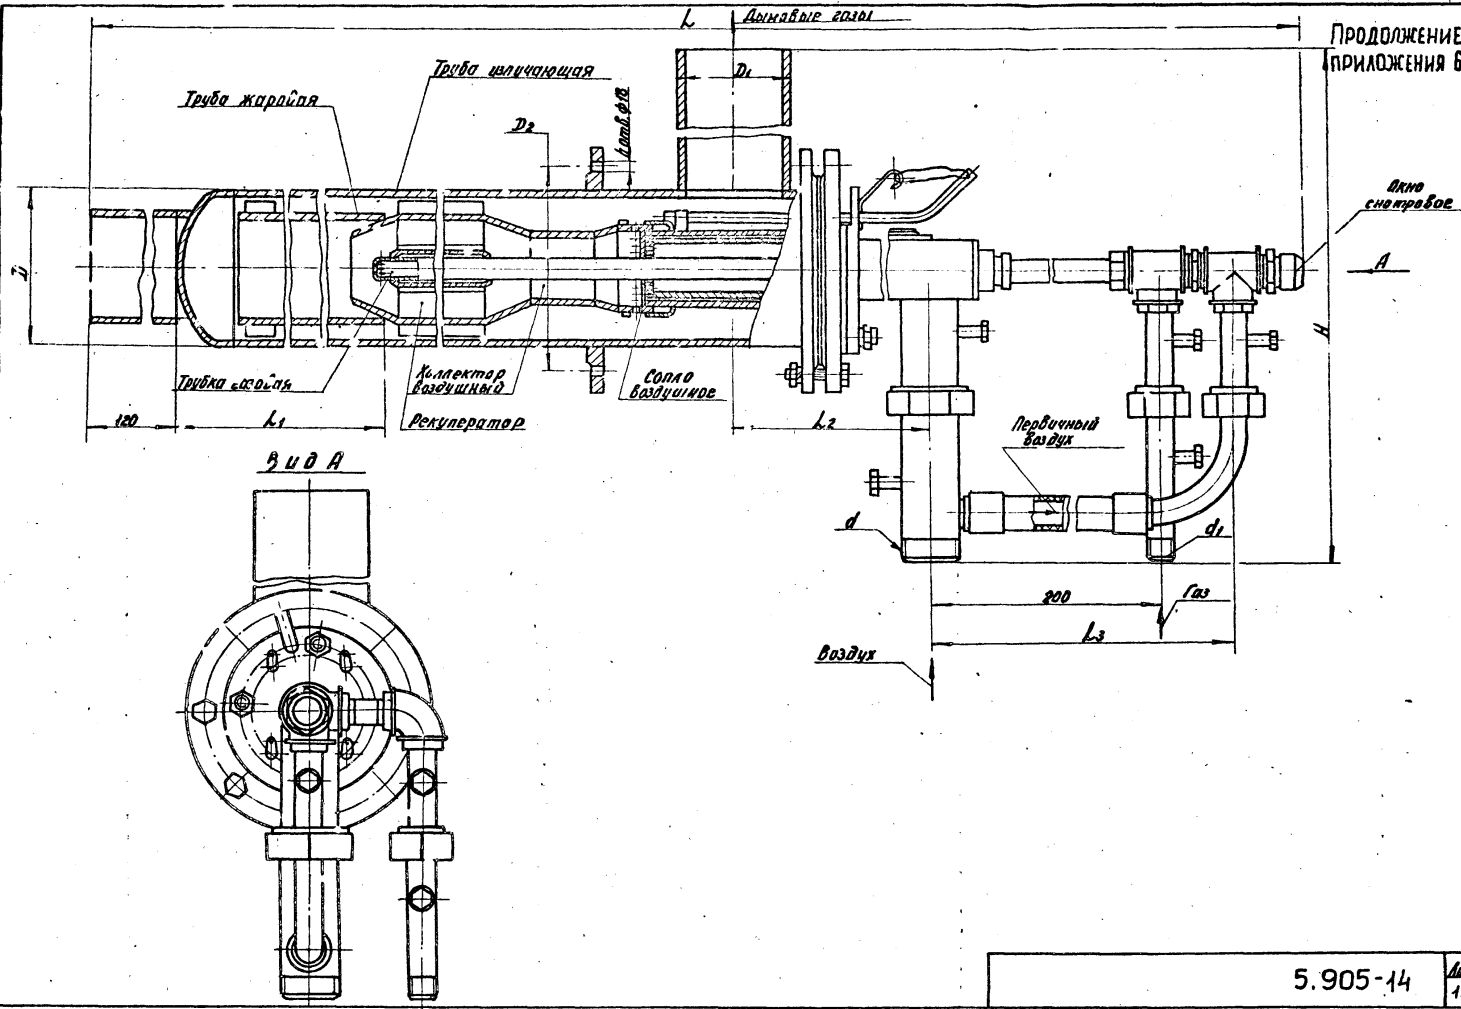 L
Дымовые газы
Продолжение
приложения 6
Труба излучающая
D₁
Труба жаровая
D₂
n отв. ф18
Окно
смотровое
D
А
H
Трубка газовая
Коллектор
воздушный
Сопло
воздушное
120
L₁
Рекуператор
L₂
Первичный
воздух
Вид А
d
d₁
200
Газ
L₃
Воздух
5.905-14